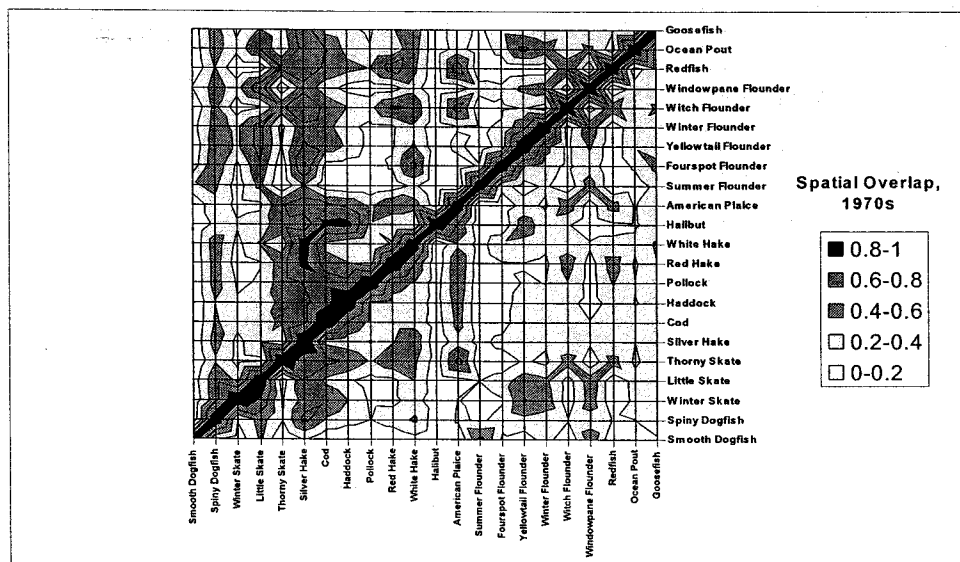 Goosefish
Ocean Pout
Redfish
Windowpane Flounder
Witch Flounder
Winter Flounder
Yellowtail Flounder
Fourspot Flounder
Summer Flounder
American Plaice
Hailbut
White Hake
Red Hake
Pollock
Haddock
Cod
Silver Hake
Thorny Skate
Little Skate
Winter Skate
Spiny Dogfish
Smooth Dogfish
Spatial Overlap,
1970s
0.8-1
0.6-0.8
0.4-0.6
0.2-0.4
0-0.2
Smooth Dogfish
Spiny Dogfish
Winter Skate
Little Skate
Thorny Skate
Silver Hake
Cod
Haddock
Pollock
Red Hake
White Hake
Halibut
American Plaice
Summer Flounder
Fourspot Flounder
Yellowtail Flounder
Winter Flounder
Witch Flounder
Windowpane Flounder
Redfish
Ocean Pout
Goosefish